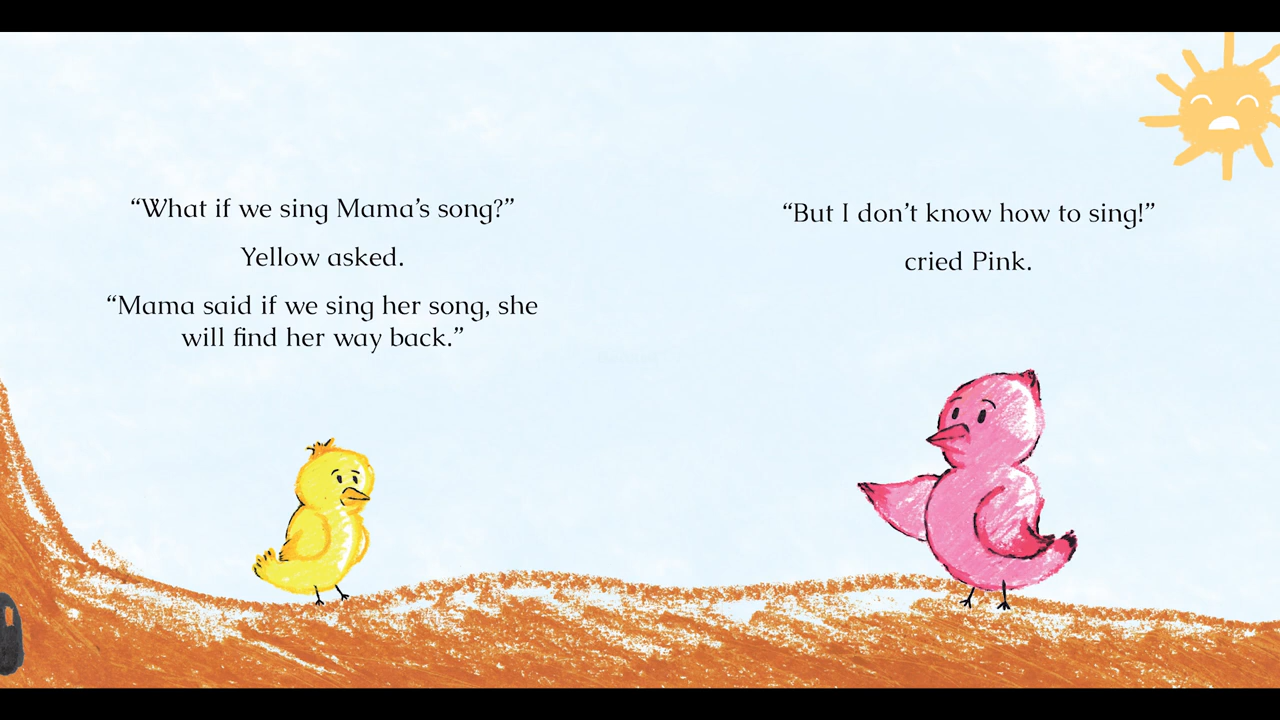 “What if we sing Mama’s song?”
Yellow asked.
“Mama said if we sing her song, she
will find her way back.”
“But I don’t know how to sing!”
cried Pink.